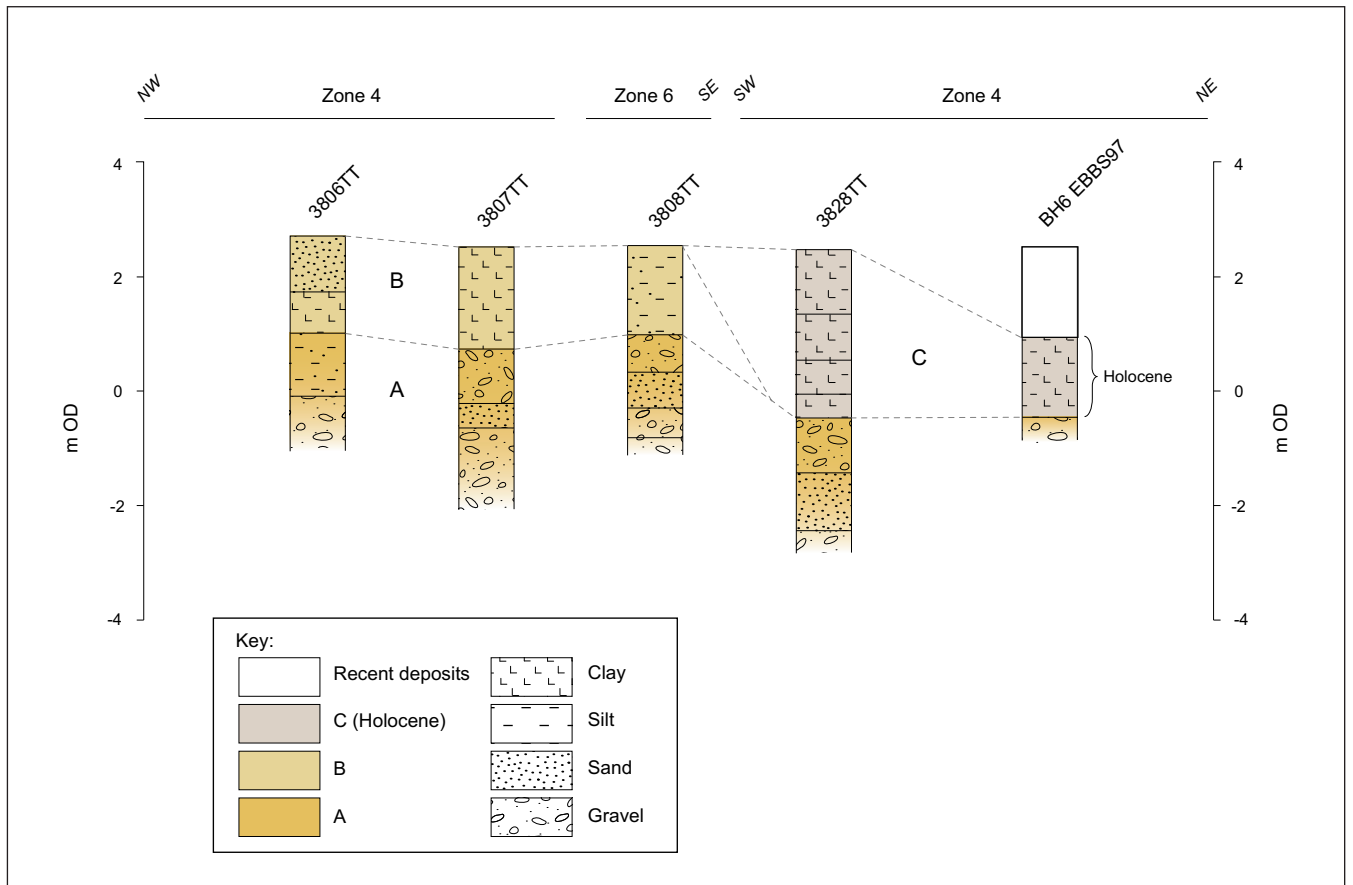 NW
Zone 4
Zone 6
SE
SW
Zone 4
NE
3806TT
3807TT
3808TT
3828TT
BH6 EBBS97
4
2
0
-2
-4
m OD
B
A
C
Holocene
4
2
0
-2
-4
m OD
Key:
Recent deposits
C (Holocene)
B
A
Clay
Silt
Sand
Gravel